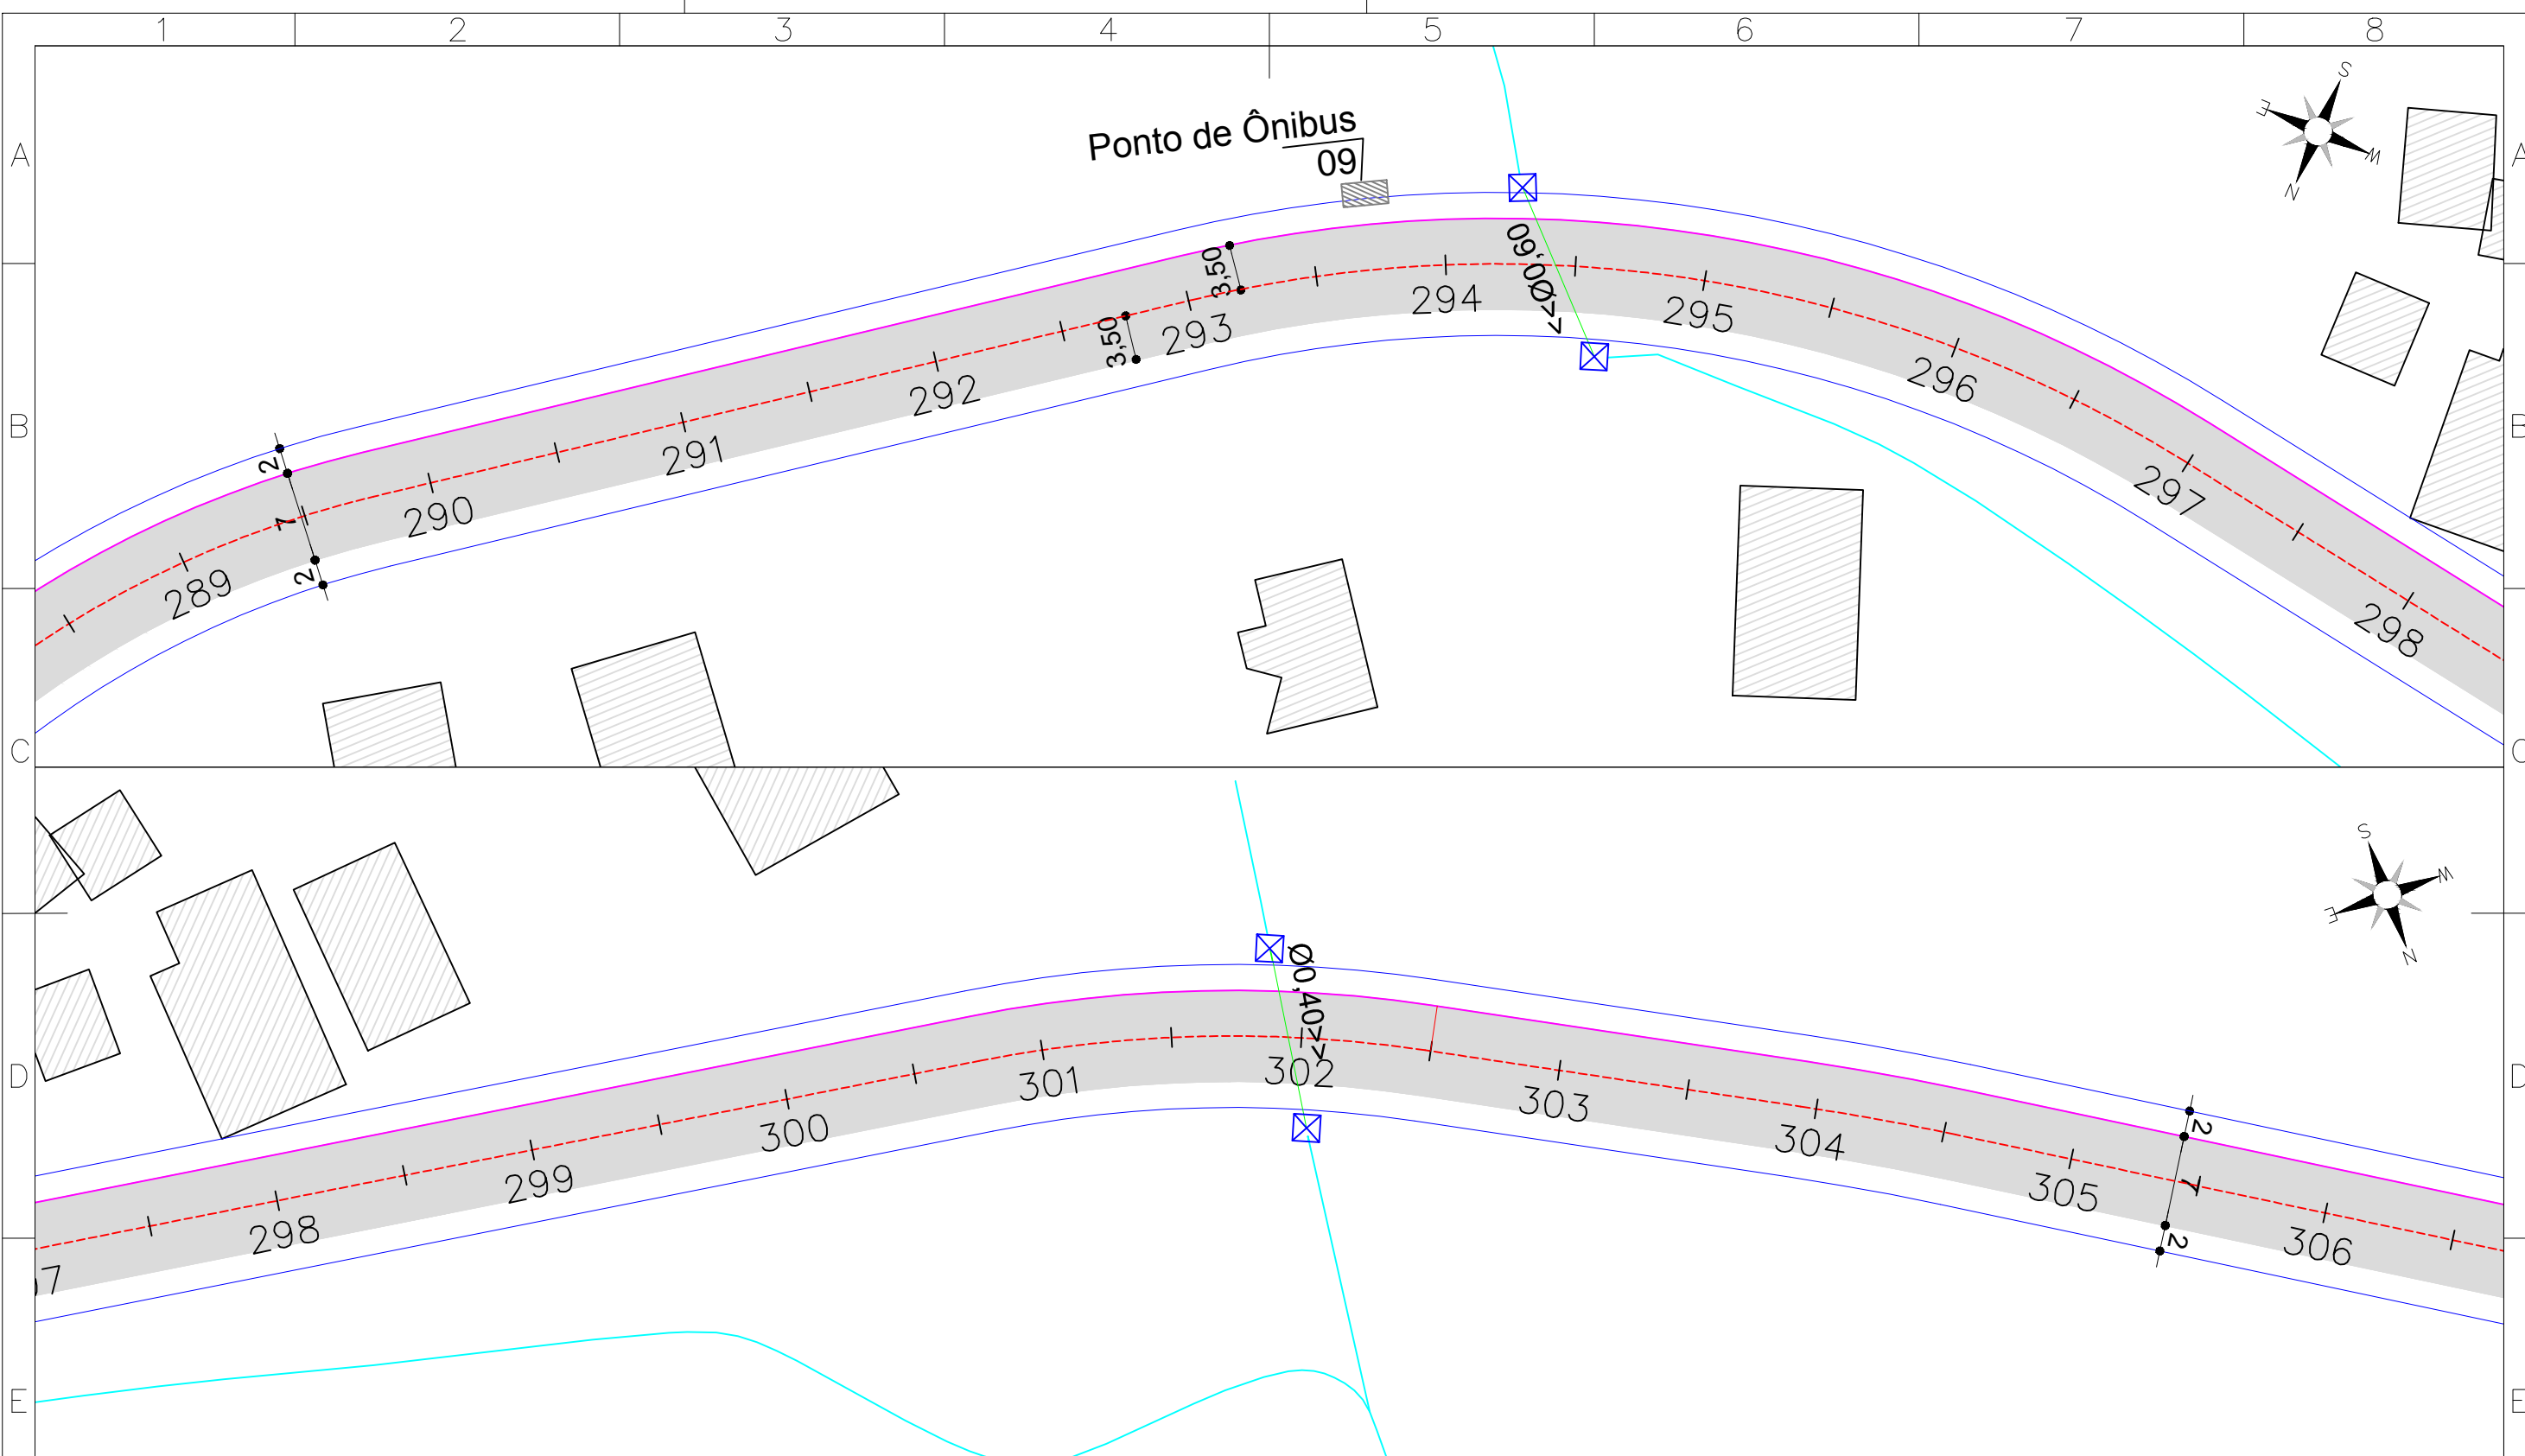 1 2 3 4 5 6 7 8
A A
Ponto de Ônibus
09
S
E
W
N
Ø0,60
>>
3,50
3,50
289 290 291 292 293 294 295 296 297 298
2
7
2
B B
C C
S
W
E
N
Ø0,40>>
298 299 300 301 302 303 304 305 306
2
7
2
D D
E E